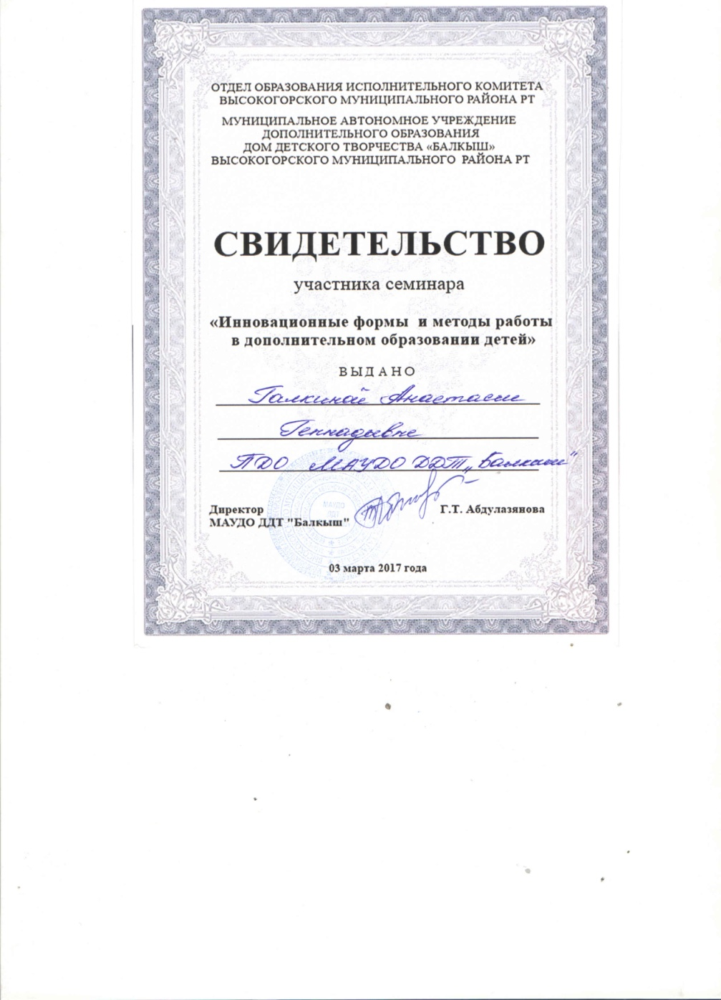 ОТДЕЛ ОБРАЗОВАНИЯ ИСПОЛНИТЕЛЬНОГО КОМИТЕТА
ВЫСОКОГОРСКОГО МУНИЦИПАЛЬНОГО РАЙОНА РТ
МУНИЦИПАЛЬНОЕ АВТОНОМНОЕ УЧРЕЖДЕНИЕ
ДОПОЛНИТЕЛЬНОГО ОБРАЗОВАНИЯ
ДОМ ДЕТСКОГО ТВОРЧЕСТВА «БАЛКЫШ»
ВЫСОКОГОРСКОГО МУНИЦИПАЛЬНОГО РАЙОНА РТ
СВИДЕТЕЛЬСТВО
участника семинара
«Инновационные формы и методы работы
в дополнительном образовании детей»
ВЫДАНО
Галкиной Анастасии
Геннадьевне
ПДО МАУДО ДДТ „Балкыш"
МАУДО
ДДТ
Директор
МАУДО ДДТ "Балкыш"
Г.Т. Абдулазянова
03 марта 2017 года